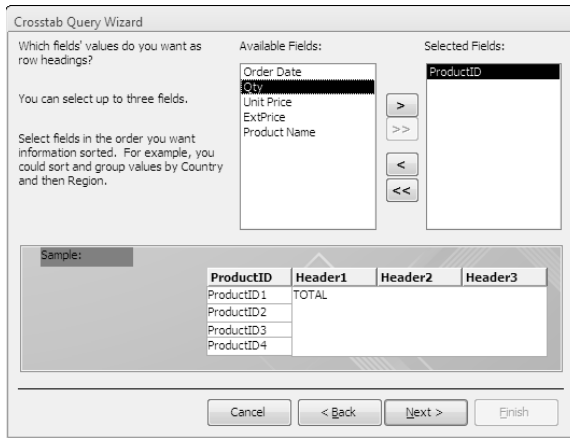 Crosstab Query Wizard
Which fields' values do you want as
row headings?
You can select up to three fields.
Select fields in the order you want
information sorted. For example, you
could sort and group values by Country
and then Region.
Available Fields:
Order Date
Qty
Unit Price
ExtPrice
Product Name
>
>>
<
<<
Selected Fields:
ProductID
Sample:
ProductID Header1 Header2 Header3
ProductID1 TOTAL
ProductID2
ProductID3
ProductID4
Cancel < Back Next > Finish